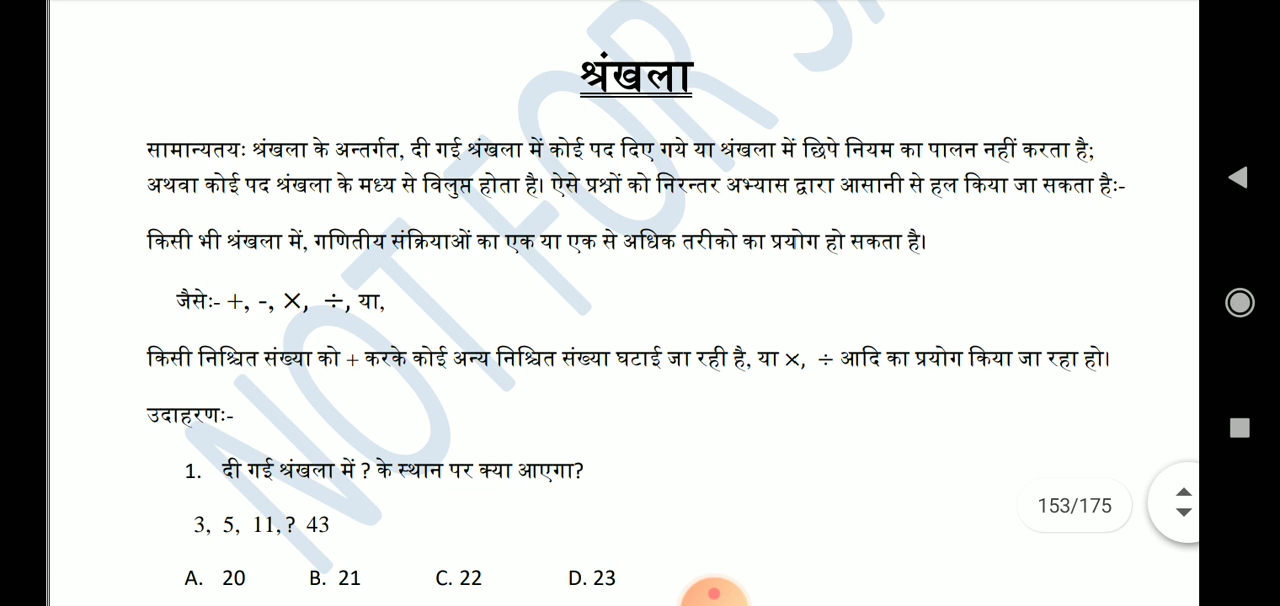 श्रंखला
सामान्यतयः श्रंखला के अन्तर्गत, दी गई श्रंखला में कोई पद दिए गये या श्रंखला में छिपे नियम का पालन नहीं करता है;
अथवा कोई पद श्रंखला के मध्य से विलुप्त होता है। ऐसे प्रश्नों को निरन्तर अभ्यास द्वारा आसानी से हल किया जा सकता हैः-
किसी भी श्रंखला में, गणितीय संक्रियाओं का एक या एक से अधिक तरीको का प्रयोग हो सकता है।
जैसेः- +, -, ×, ÷, या,
किसी निश्चित संख्या को + करके कोई अन्य निश्चित संख्या घटाई जा रही है, या ×, ÷ आदि का प्रयोग किया जा रहा हो।
उदाहरणः-
1. दी गई श्रंखला में ? के स्थान पर क्या आएगा?
3, 5, 11, ? 43
A. 20 B. 21 C. 22 D. 23
153/175
NOT FOR